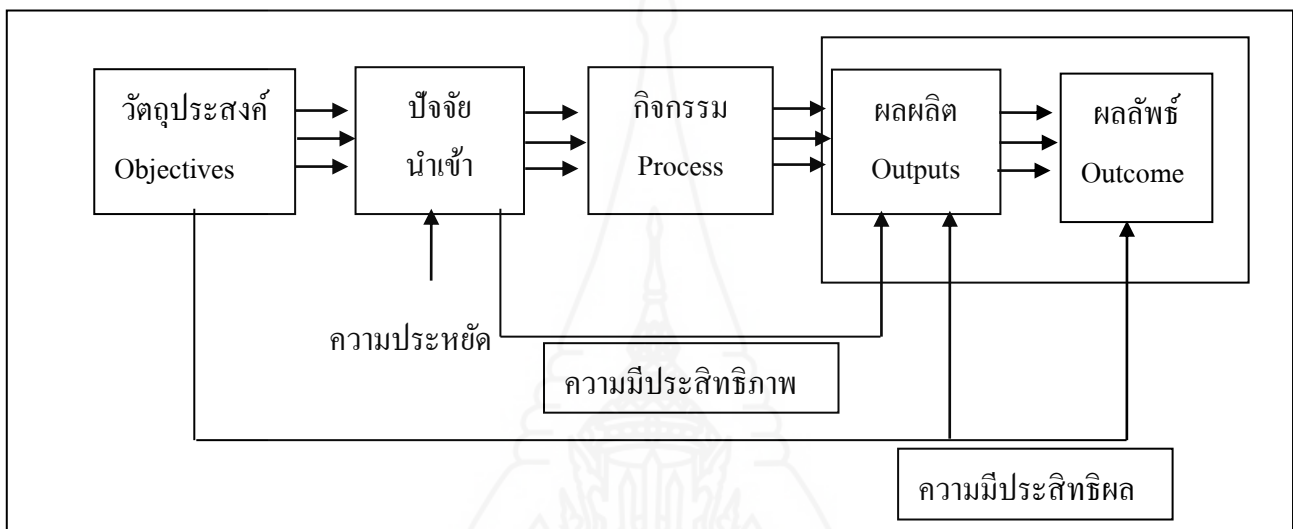 วัตถุประสงค์
Objectives
ปัจจัย
นำเข้า
กิจกรรม
Process
ผลผลิต
Outputs
ผลลัพธ์
Outcome
ความประหยัด
ความมีประสิทธิภาพ
ความมีประสิทธิผล